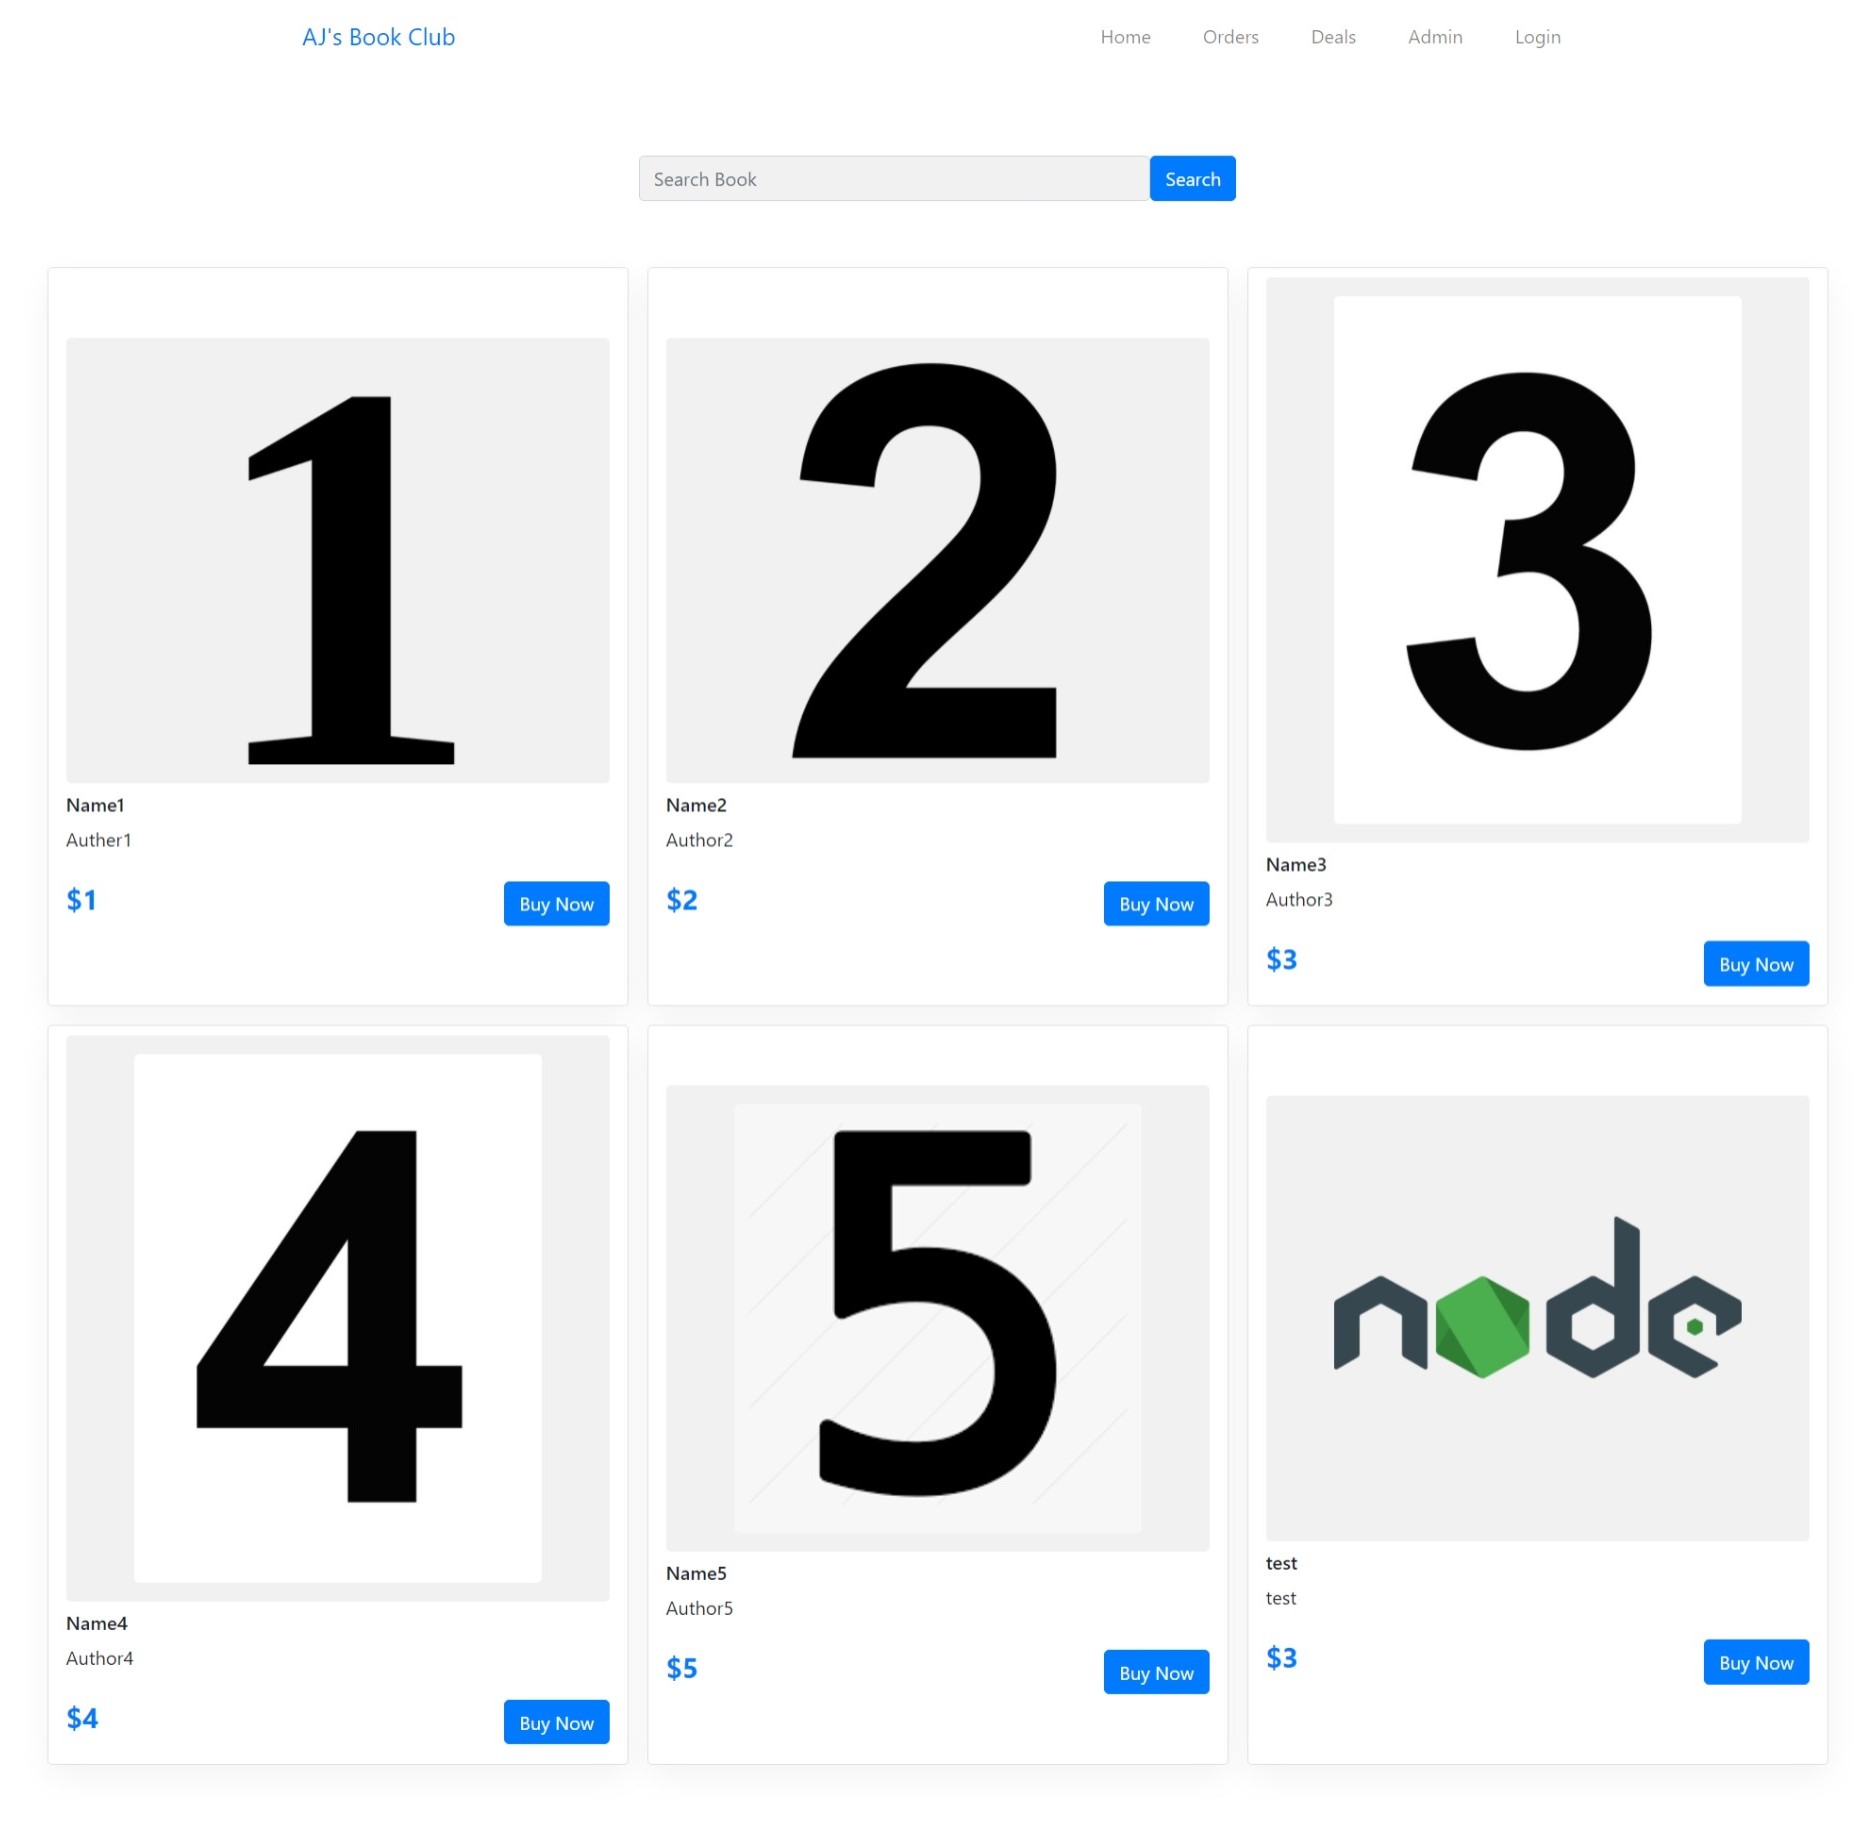 AJ's Book Club
Home Orders Deals Admin Login
Search Book Search
1
Name1
Auther1
$1 Buy Now
2
Name2
Author2
$2 Buy Now
3
Name3
Author3
$3 Buy Now
4
Name4
Author4
$4 Buy Now
5
Name5
Author5
$5 Buy Now
node
test
test
$3 Buy Now